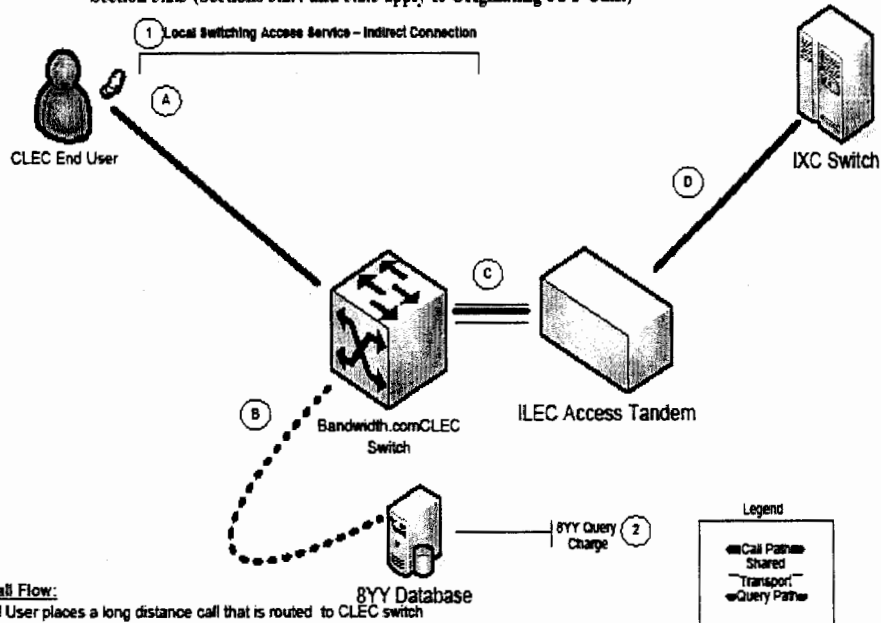 1 Local Switching Access Service – Indirect Connection
A
CLEC End User
IXC Switch
D
C
ILEC Access Tandem
B
Bandwidth.comCLEC
Switch
8YY Query
Charge
2
Legend
Call Path
Shared
Transport
Query Path
8YY Database
all Flow:
User places a long distance call that is routed to CLEC switch